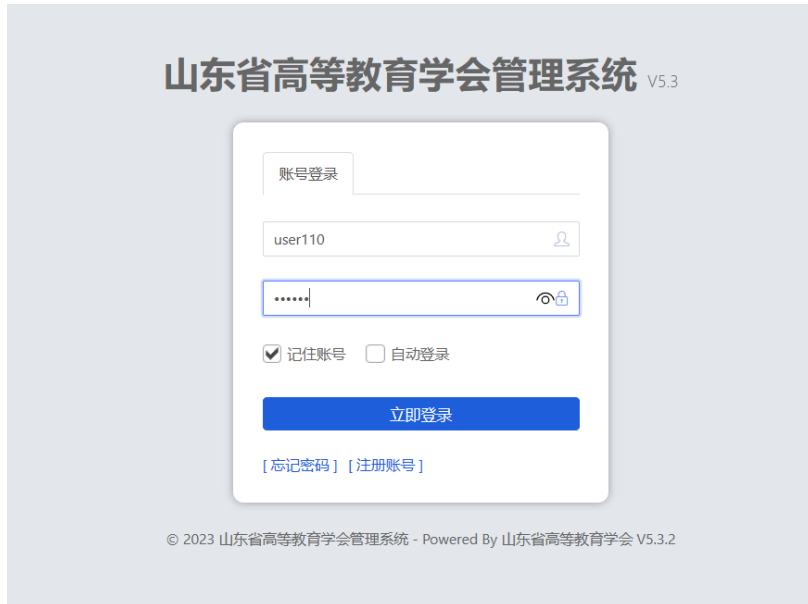 山东省高等教育学会管理系统 V5.3
账号登录
user110
••••••
记住账号 自动登录
立即登录
[ 忘记密码 ] [ 注册账号 ]
© 2023 山东省高等教育学会管理系统 - Powered By 山东省高等教育学会 V5.3.2